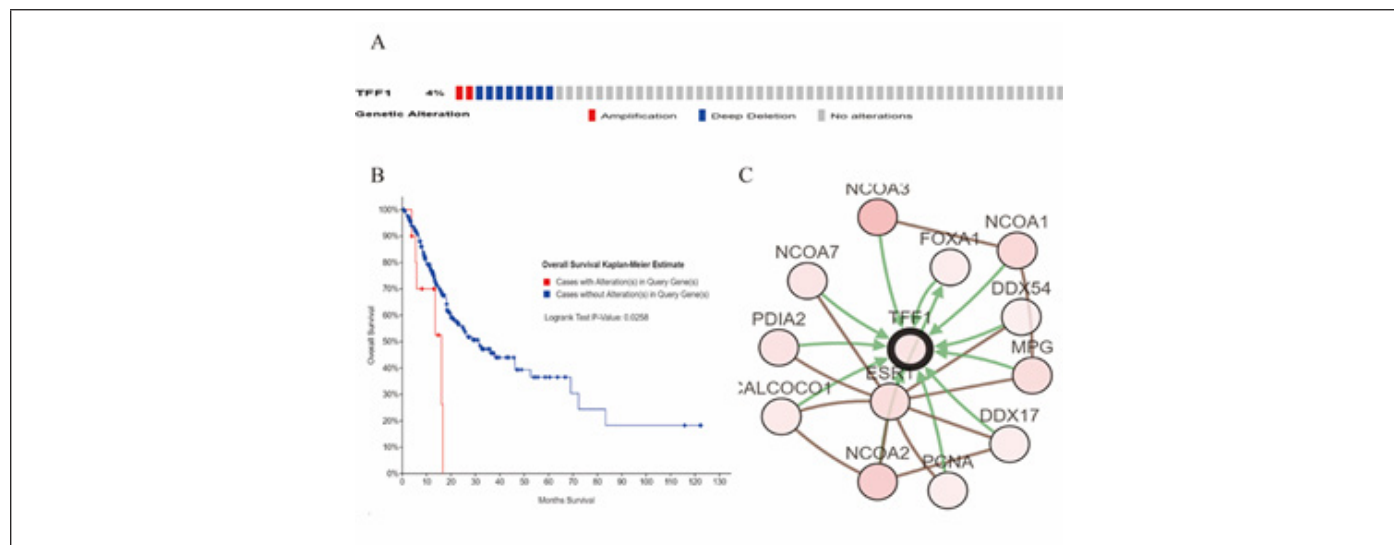 A
TFF1 4%
Genetic Alteration Amplification Deep Deletion No alterations
B
100%
90%
80%
70%
60%
50%
40%
30%
20%
10%
0%
Overall Survival
Overall Survival Kaplan-Meier Estimate
Cases with Alteration(s) in Query Gene(s)
Cases without Alteration(s) in Query Gene(s)
Logrank Test P-Value: 0.0258
0 10 20 30 40 50 60 70 80 90 100 110 120 130
Months Survival
C
NCOA3
NCOA1
FOXA1
NCOA7
DDX54
TFF1
PDIA2
MPG
ESR1
CALCOCO1
DDX17
NCOA2
PCNA